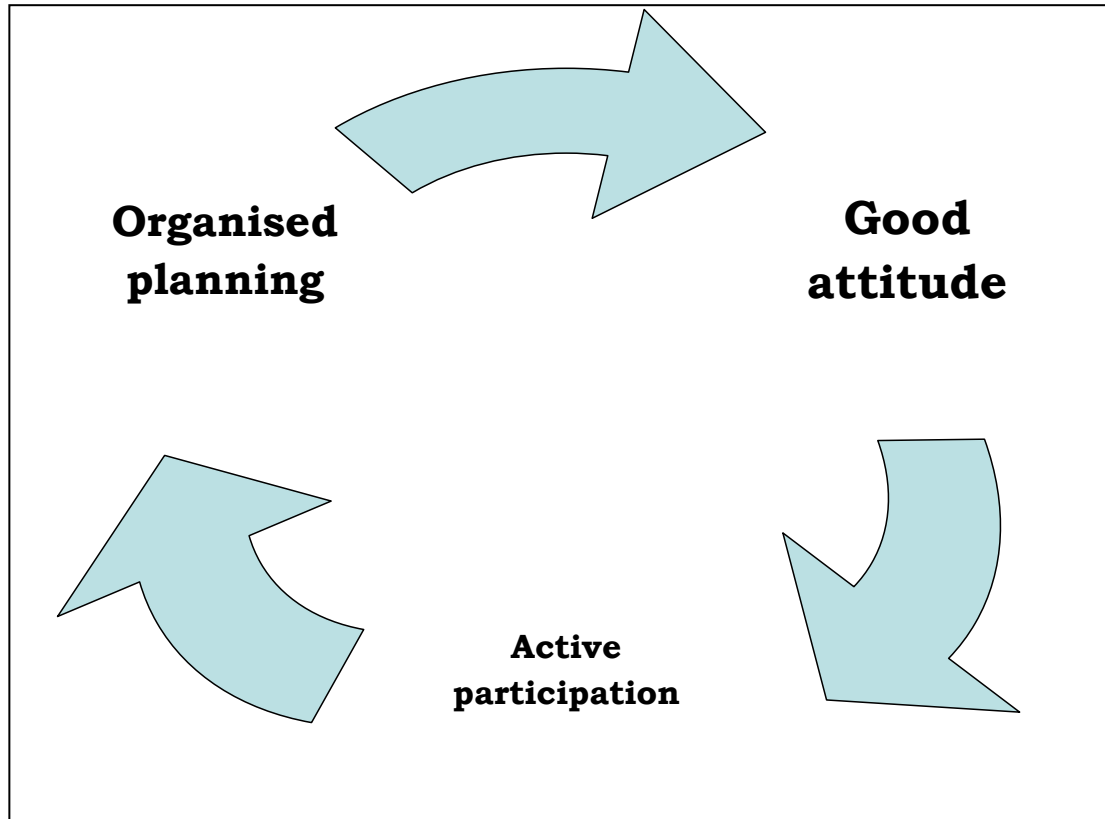 Organised
planning
Good
attitude
Active
participation